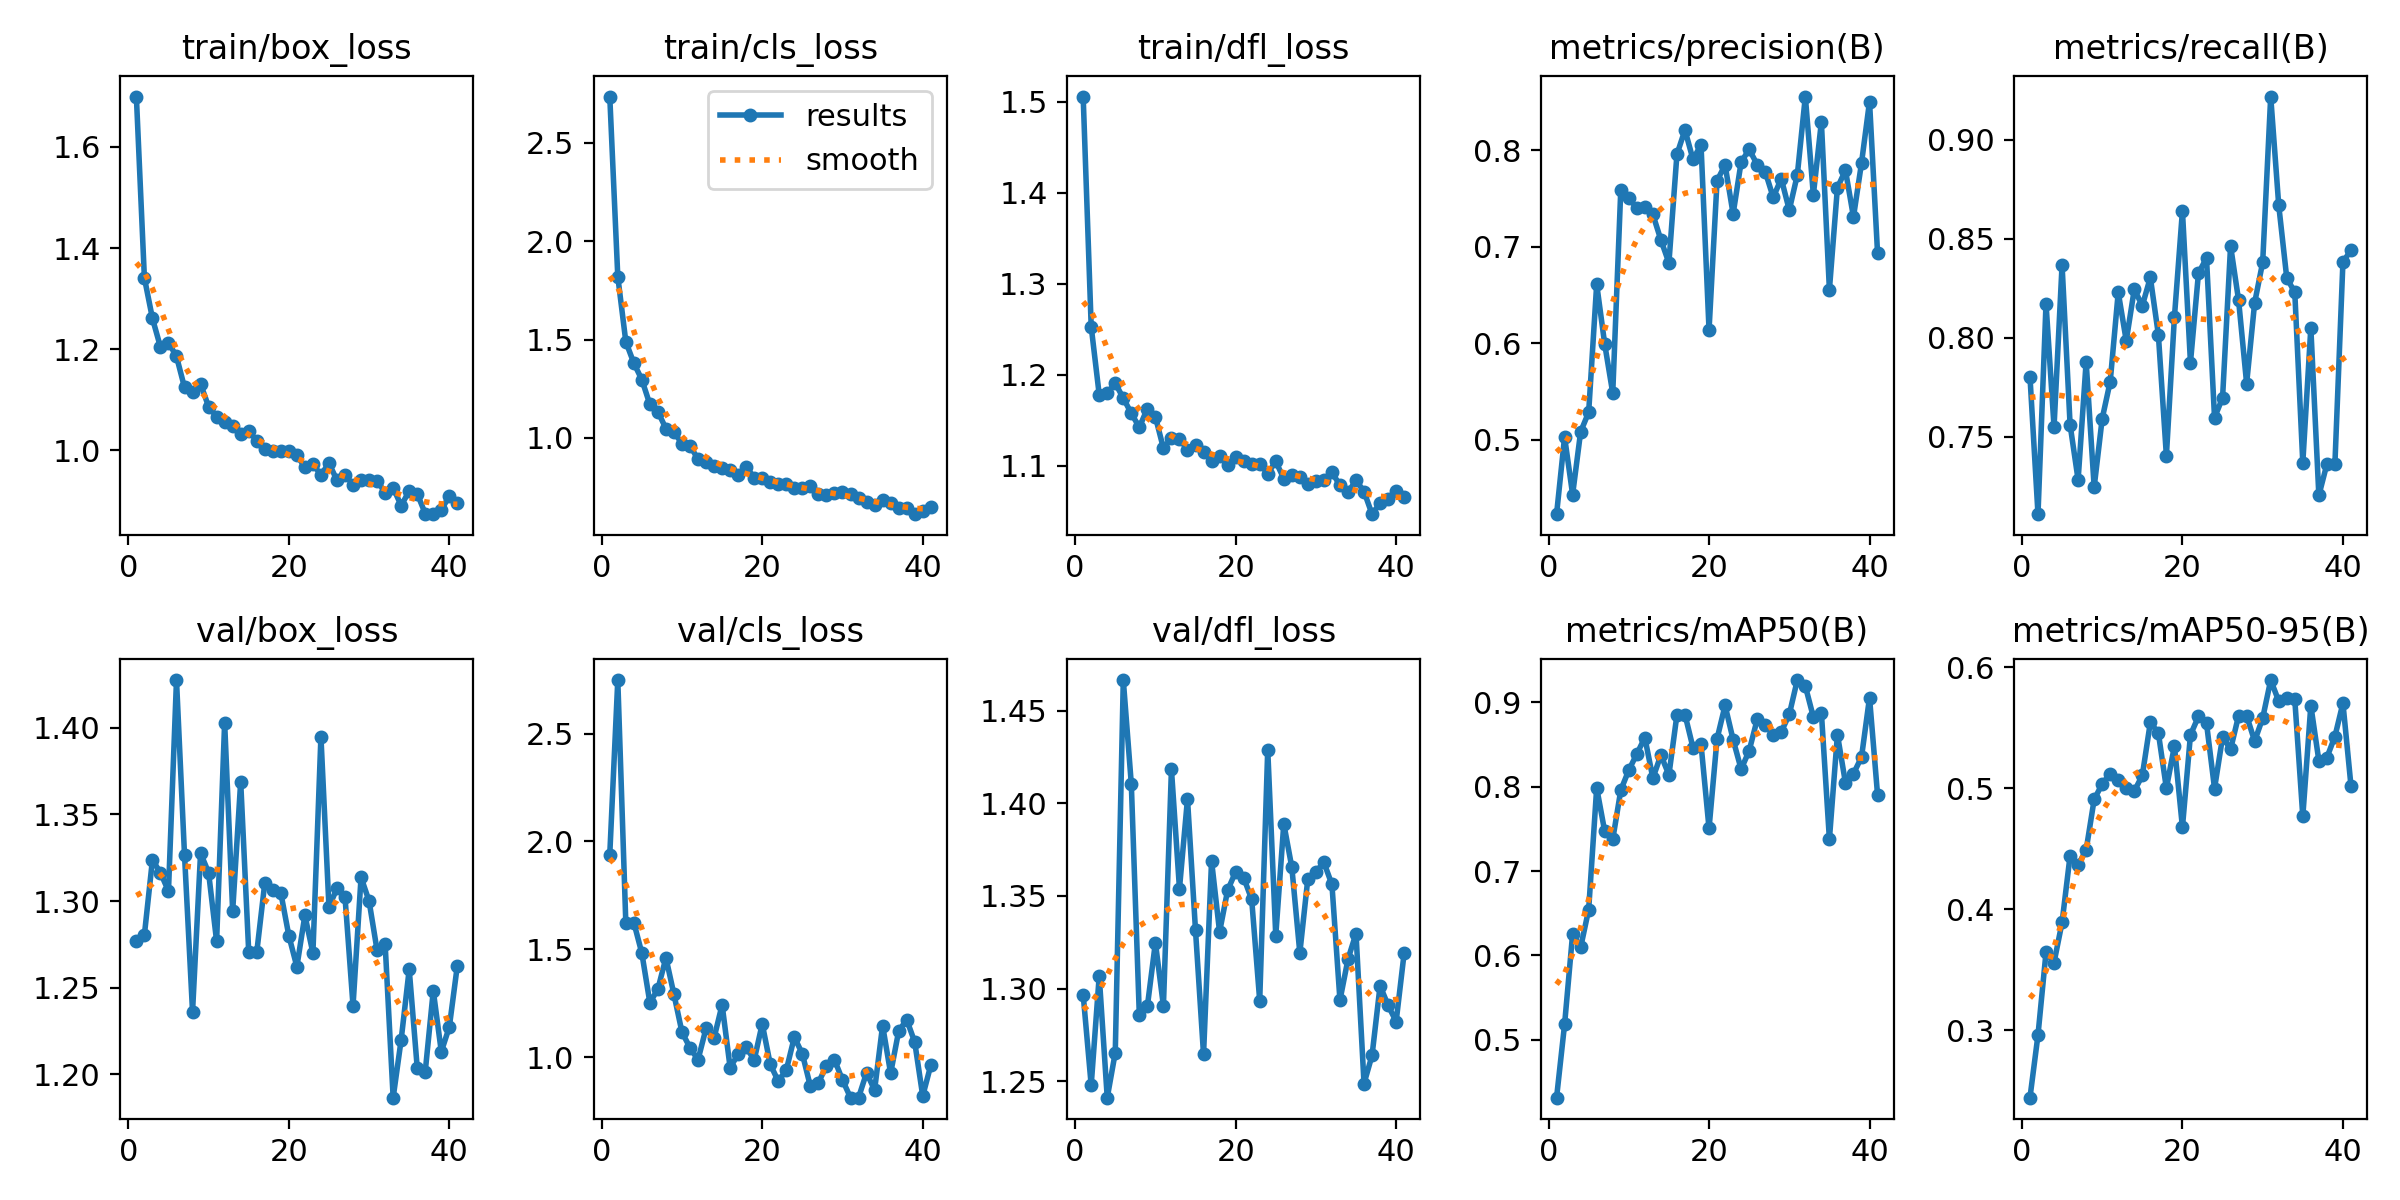 train/box_loss
1.6
1.4
1.2
1.0
0 20 40
train/cls_loss
results
smooth
2.5
2.0
1.5
1.0
0 20 40
train/dfl_loss
1.5
1.4
1.3
1.2
1.1
0 20 40
metrics/precision(B)
0.8
0.7
0.6
0.5
0 20 40
metrics/recall(B)
0.90
0.85
0.80
0.75
0 20 40
val/box_loss
1.40
1.35
1.30
1.25
1.20
0 20 40
val/cls_loss
2.5
2.0
1.5
1.0
0 20 40
val/dfl_loss
1.45
1.40
1.35
1.30
1.25
0 20 40
metrics/mAP50(B)
0.9
0.8
0.7
0.6
0.5
0 20 40
metrics/mAP50-95(B)
0.6
0.5
0.4
0.3
0 20 40